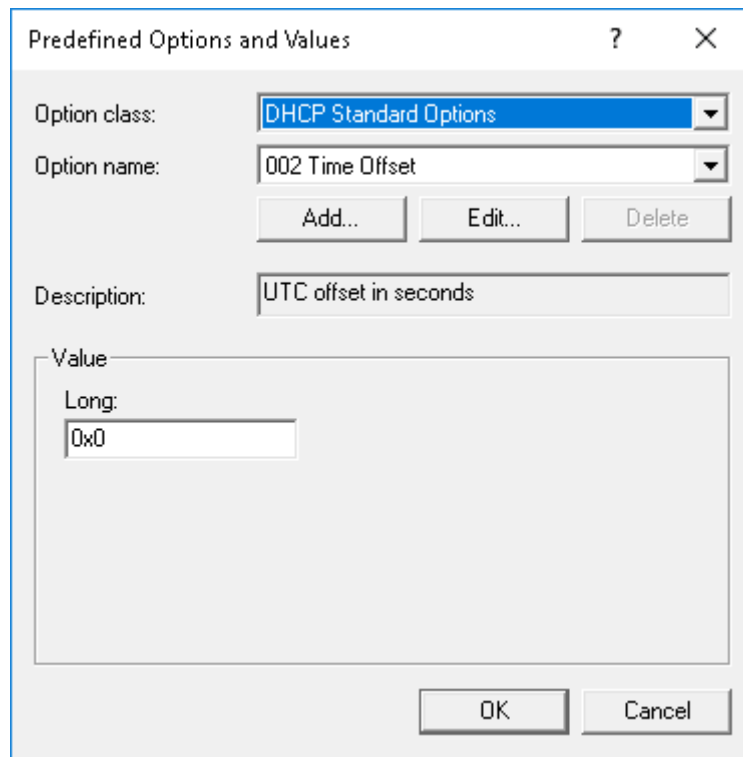 Predefined Options and Values ?
Option class: DHCP Standard Options
Option name: 002 Time Offset
Add... Edit... Delete
Description: UTC offset in seconds
Value
Long:
0x0
OK Cancel